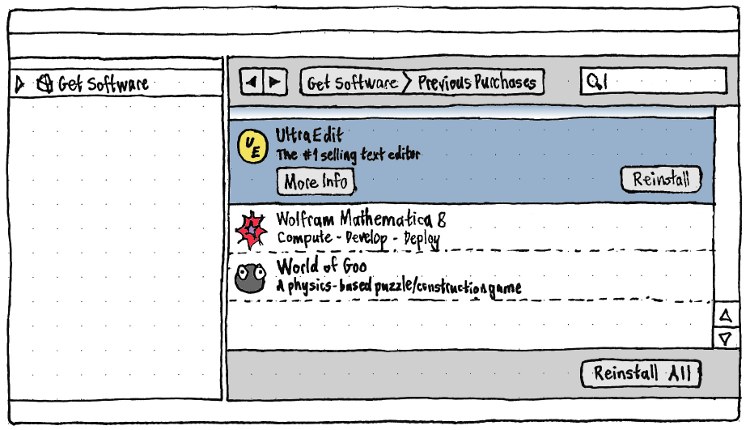 Get Software
Get Software Previous Purchases
UE
UltraEdit
The #1 selling text editor
More Info
Reinstall
Wolfram Mathematica 8
Compute - Develop - Deploy
World of Goo
A physics-based puzzle/construction game
Reinstall All